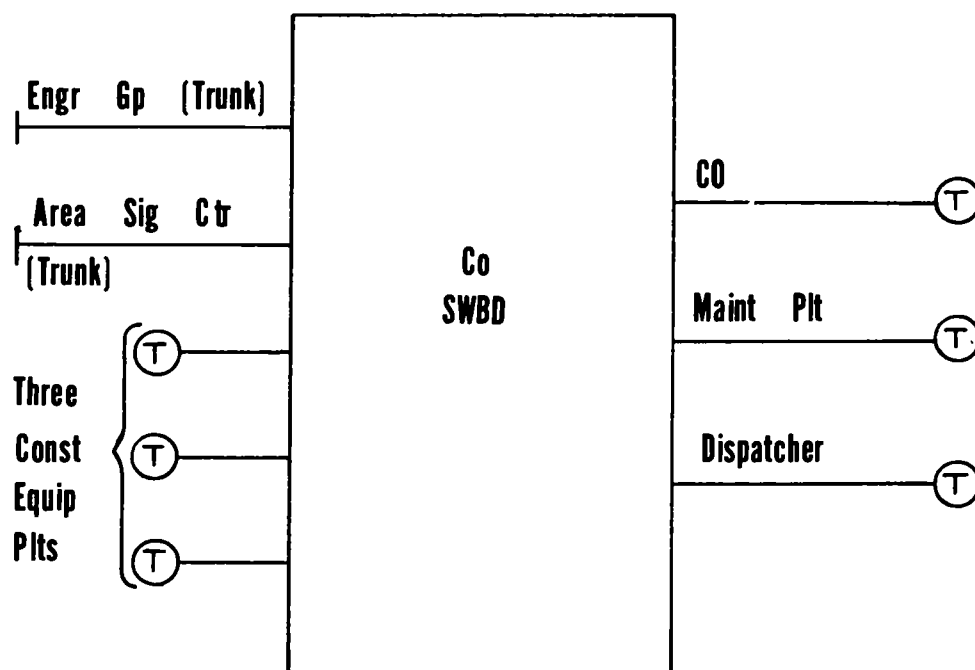 Engr Gp (Trunk)
Area Sig Ctr
(Trunk)
T
Three
Const
T
Equip
Plts
T
Co
SWBD
CO
T
Maint Plt
T
Dispatcher
T